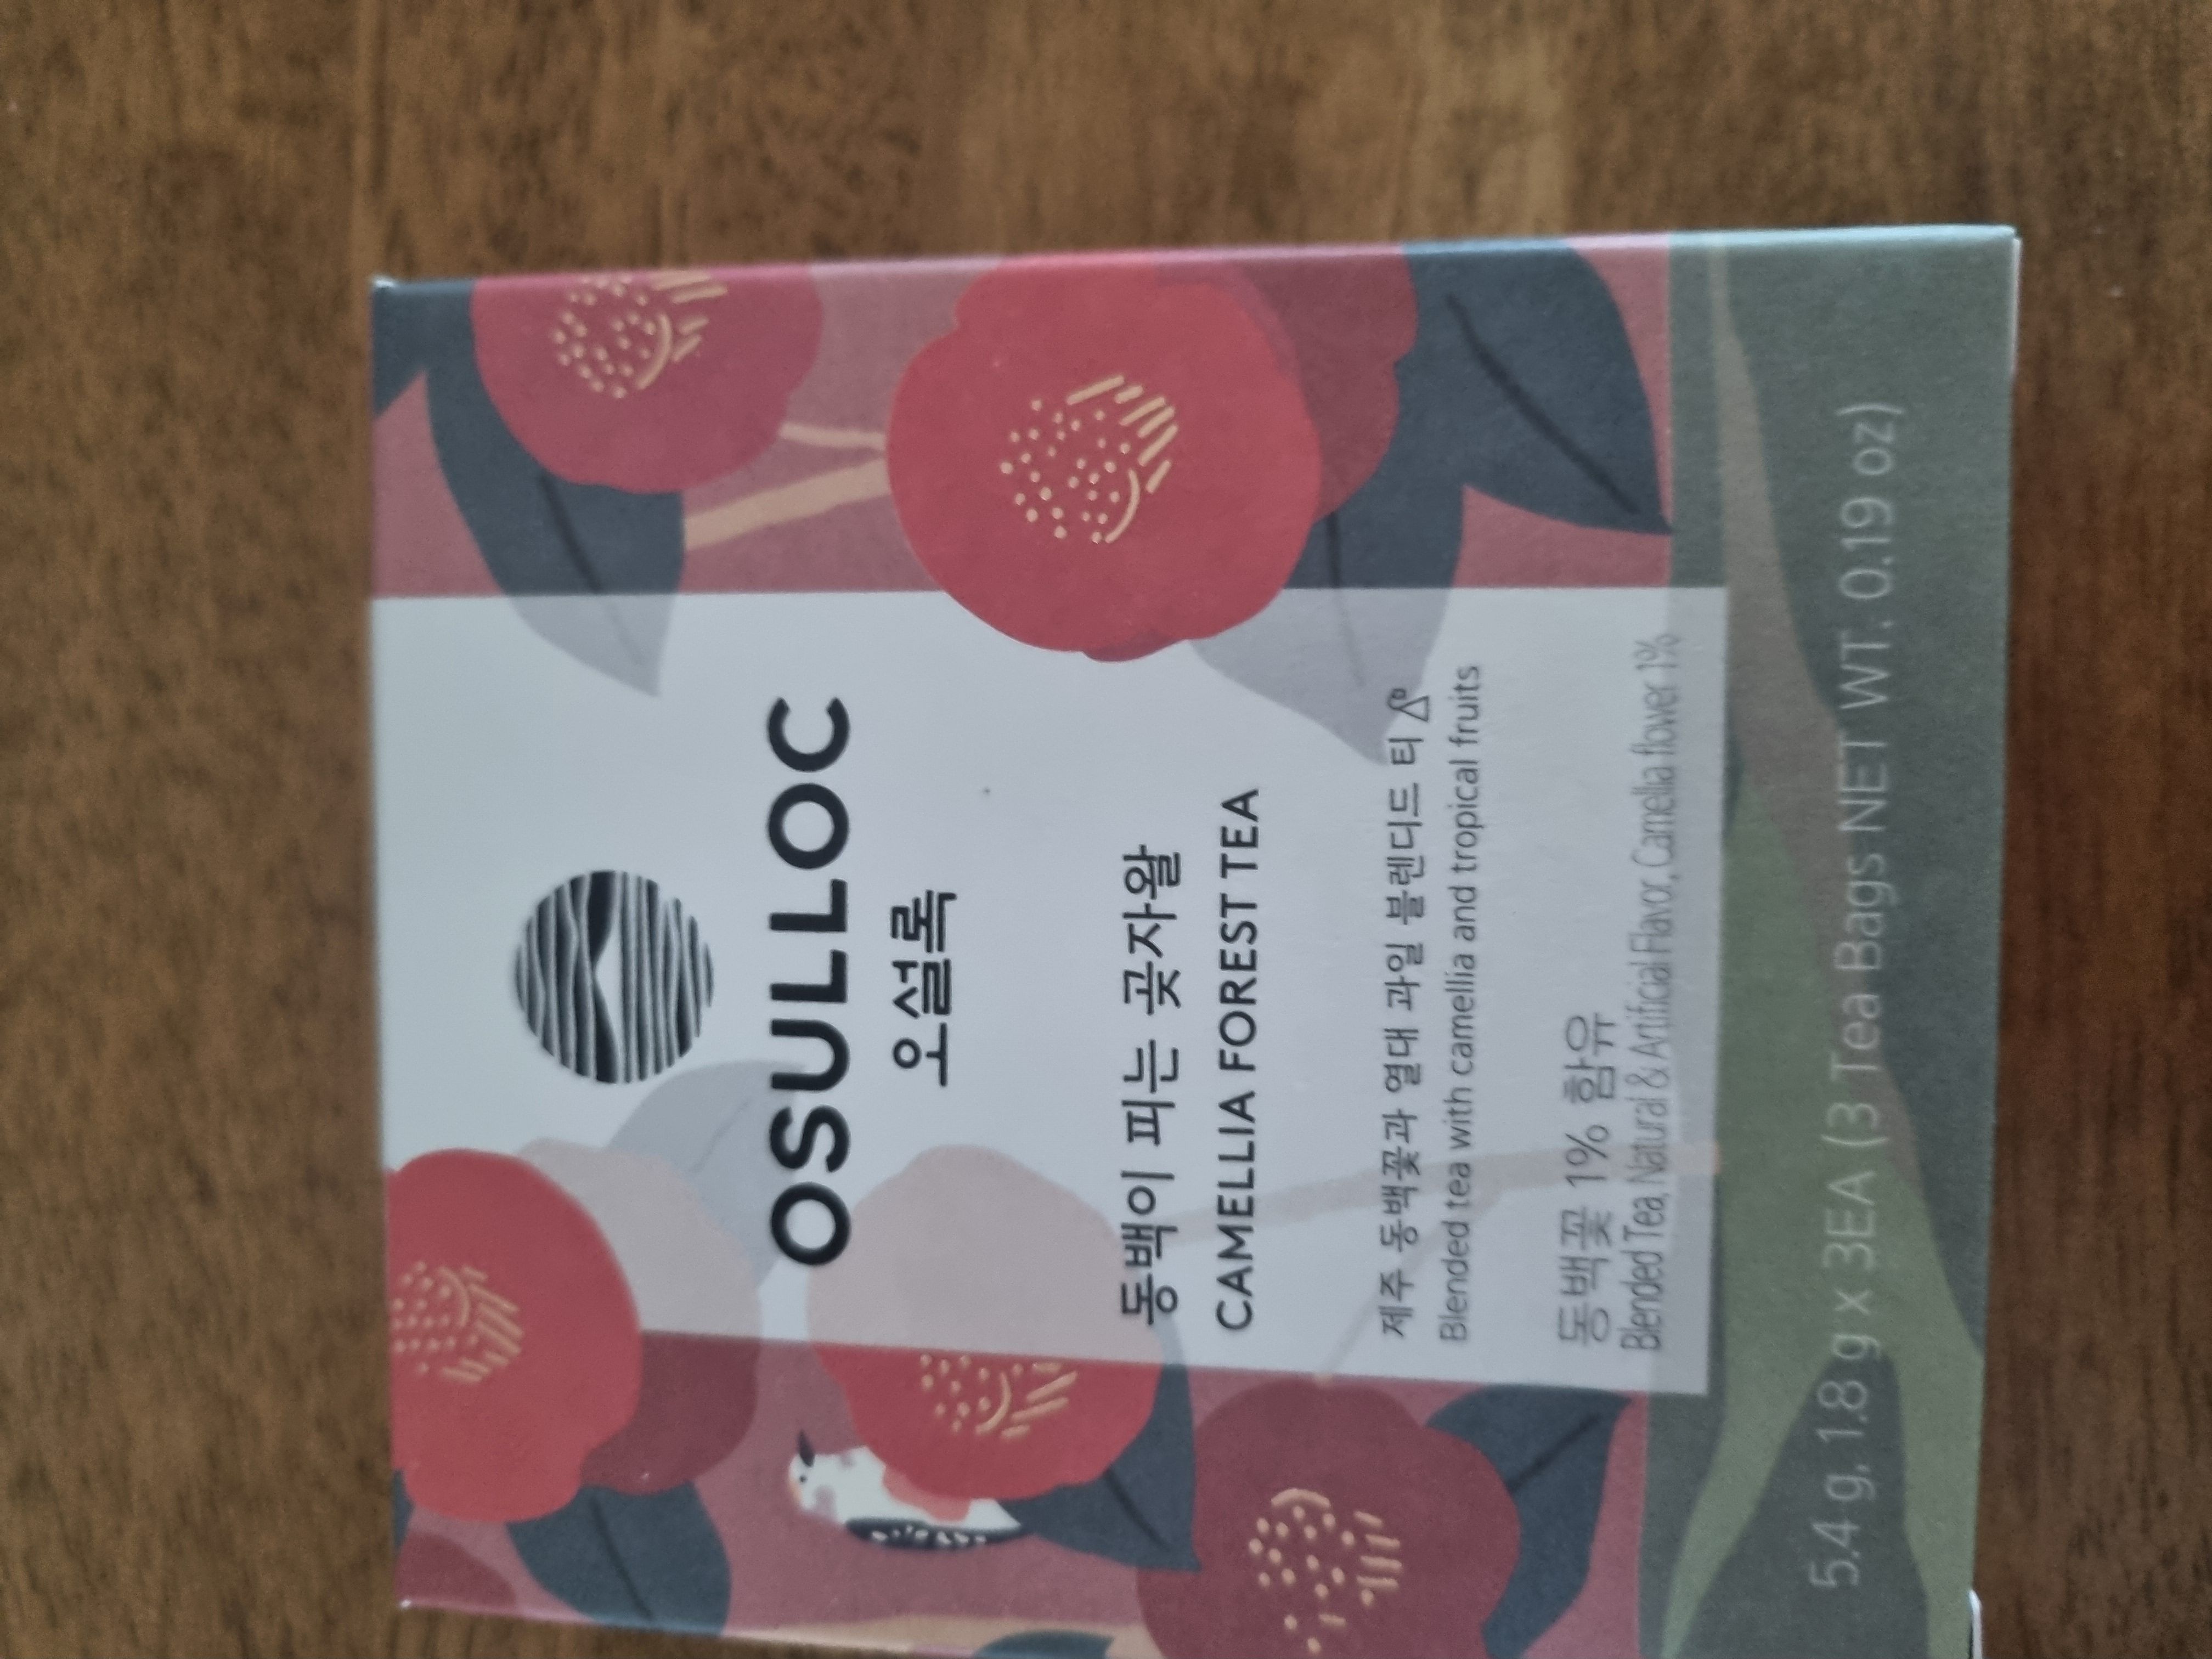 OSULLOC
오설록
동백이 피는 곶자왈
CAMELLIA FOREST TEA
제주 동백꽃과 열대 과일 블렌디드 티
Blended tea with camellia and tropical fruits
동백꽃 1% 함유
Blended Tea, Natural & Artificial Flavor, Camellia flower 1%
5.4 g, 1.8 g x 3EA (3 Tea Bags NET WT. 0.19 oz)